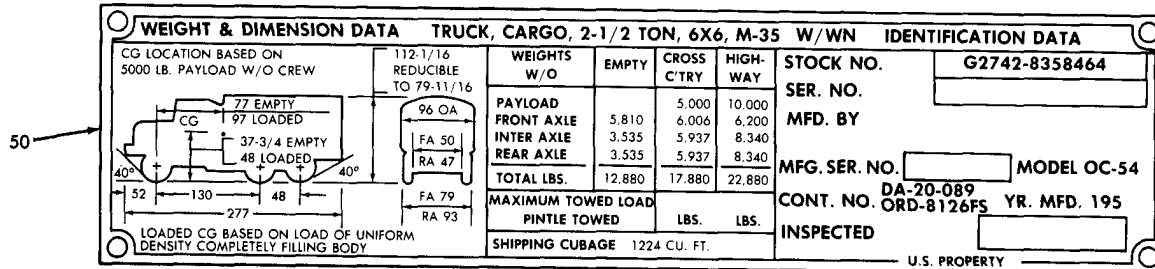 WEIGHT & DIMENSION DATA TRUCK, CARGO, 2-1/2 TON, 6X6, M-35 W/WN IDENTIFICATION DATA
CG LOCATION BASED ON
5000 LB. PAYLOAD W/O CREW
112-1/16
REDUCIBLE
TO 79-11/16
77 EMPTY
97 LOADED
CG
37-3/4 EMPTY
48 LOADED
40° 40°
52 130 48
277
96 OA
FA 50
RA 47
FA 79
RA 93
LOADED CG BASED ON LOAD OF UNIFORM
DENSITY COMPLETELY FILLING BODY
50
WEIGHTS W/O EMPTY CROSS C'TRY HIGH-WAY
PAYLOAD 5.000 10.000
FRONT AXLE 5,810 6.006 6,200
INTER AXLE 3.535 5.937 8.340
REAR AXLE 3.535 5.937 8.340
TOTAL LBS. 12,880 17.880 22,880
MAXIMUM TOWED LOAD
PINTLE TOWED LBS. LBS.
SHIPPING CUBAGE 1224 CU. FT.
STOCK NO. G2742-8358464
SER. NO.
MFD. BY
MFG. SER. NO. MODEL OC-54
CONT. NO. DA-20-089 ORD-8126FS YR. MFD. 195
INSPECTED
U.S. PROPERTY